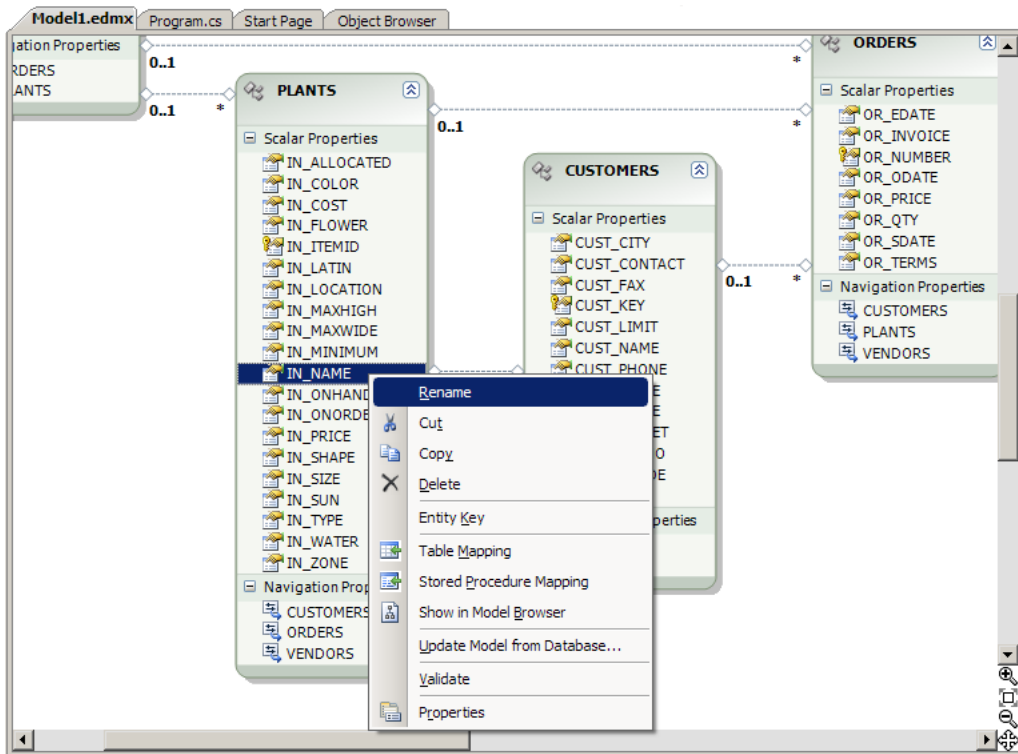 Model1.edmx Program.cs Start Page Object Browser
igation Properties
RDERS
ANTS
0..1 *
0..1 *
PLANTS
Scalar Properties
IN_ALLOCATED
IN_COLOR
IN_COST
IN_FLOWER
IN_ITEMID
IN_LATIN
IN_LOCATION
IN_MAXHIGH
IN_MAXWIDE
IN_MINIMUM
IN_NAME
IN_ONHAND
IN_ONORDE
IN_PRICE
IN_SHAPE
IN_SIZE
IN_SUN
IN_TYPE
IN_WATER
IN_ZONE
Navigation Prop
CUSTOMERS
ORDERS
VENDORS
0..1 *
CUSTOMERS
Scalar Properties
CUST_CITY
CUST_CONTACT
CUST_FAX
CUST_KEY
CUST_LIMIT
CUST_NAME
CUST_PHONE
E
E
ET
O
DE
perties
0..1 *
ORDERS
Scalar Properties
OR_EDATE
OR_INVOICE
OR_NUMBER
OR_ODATE
OR_PRICE
OR_QTY
OR_SDATE
OR_TERMS
Navigation Properties
CUSTOMERS
PLANTS
VENDORS
Rename
Cut
Copy
Delete
Entity Key
Table Mapping
Stored Procedure Mapping
Show in Model Browser
Update Model from Database...
Validate
Properties